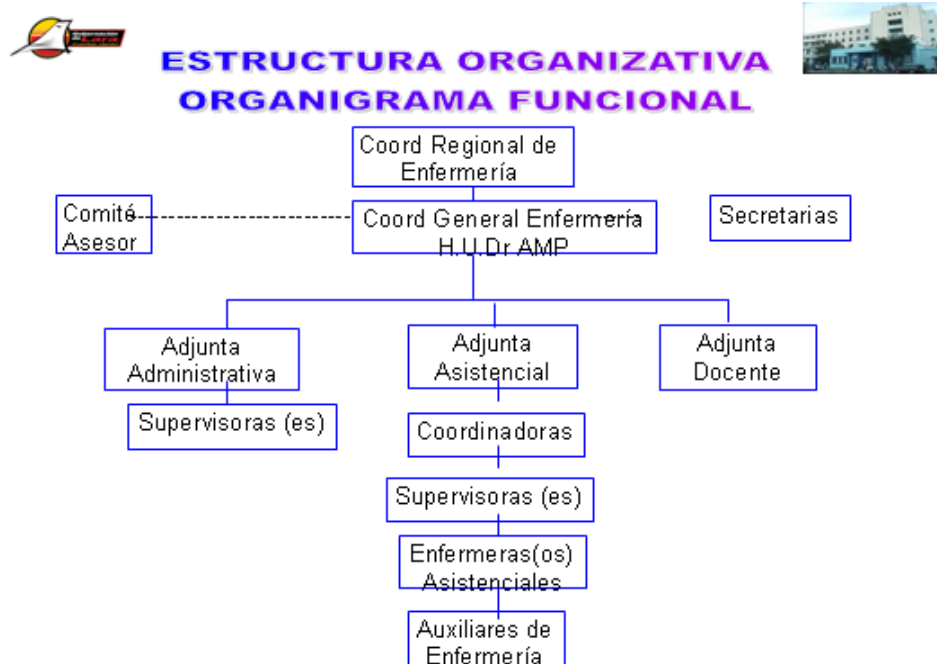 Lara
ESTRUCTURA ORGANIZATIVA
ORGANIGRAMA FUNCIONAL
Coord Regional de
Enfermería
Comité
Asesor
Coord General Enfermería
H.U.Dr AMP
Secretarias
Adjunta
Administrativa
Adjunta
Asistencial
Adjunta
Docente
Supervisoras (es)
Coordinadoras
Supervisoras (es)
Enfermeras(os)
Asistenciales
Auxiliares de
Enfermería